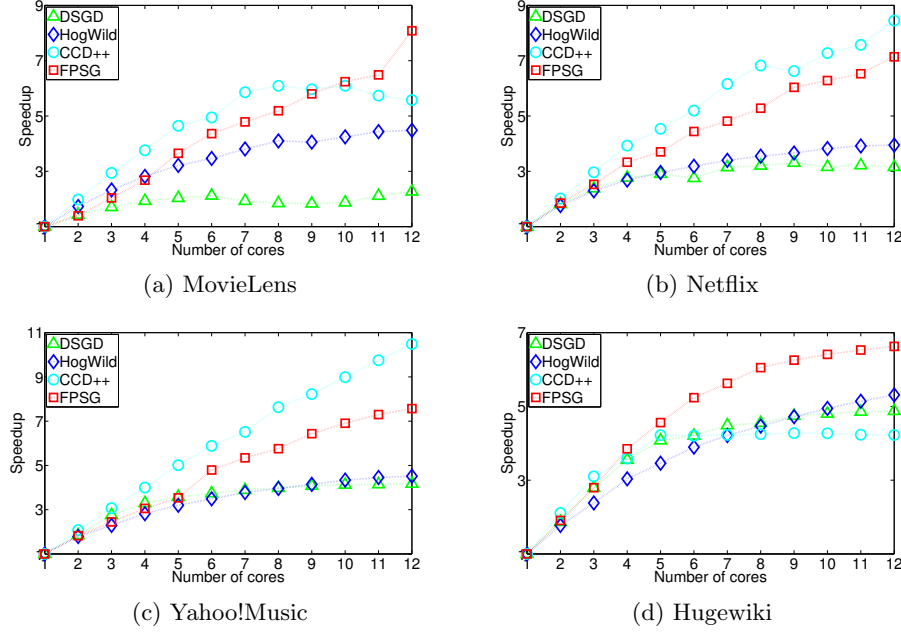 9
7
5
3
1
Speedup
DSGD
HogWild
CCD++
FPSG
1 2 3 4 5 6 7 8 9 10 11 12
Number of cores
(a) MovieLens
9
7
5
3
1
Speedup
DSGD
HogWild
CCD++
FPSG
1 2 3 4 5 6 7 8 9 10 11 12
Number of cores
(b) Netflix
11
9
7
5
3
1
Speedup
DSGD
HogWild
CCD++
FPSG
1 2 3 4 5 6 7 8 9 10 11 12
Number of cores
(c) Yahoo!Music
7
5
3
1
Speedup
DSGD
HogWild
CCD++
FPSG
1 2 3 4 5 6 7 8 9 10 11 12
Number of cores
(d) Hugewiki